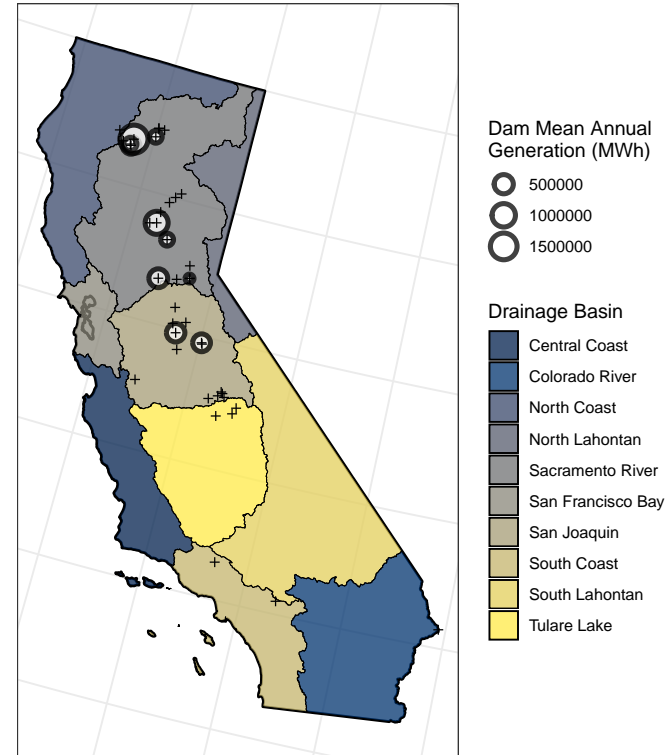 Dam Mean Annual
Generation (MWh)
500000
1000000
1500000
Drainage Basin
Central Coast
Colorado River
North Coast
North Lahontan
Sacramento River
San Francisco Bay
San Joaquin
South Coast
South Lahontan
Tulare Lake